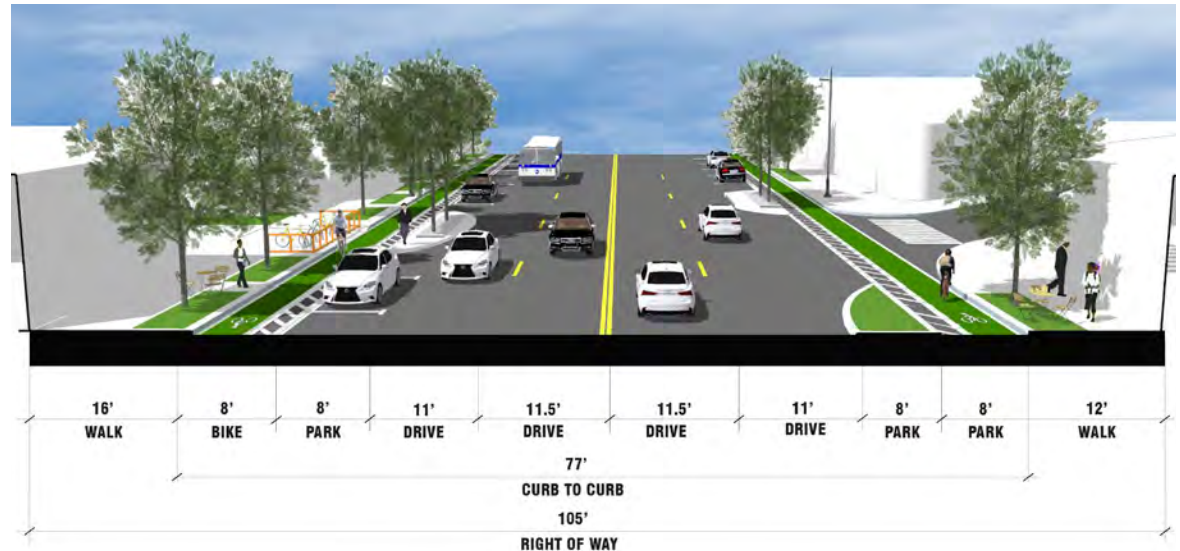 16' 8' 8' 11' 11.5' 11.5' 11' 8' 8' 12'
WALK BIKE PARK DRIVE DRIVE DRIVE DRIVE PARK PARK WALK
77'
CURB TO CURB
105'
RIGHT OF WAY